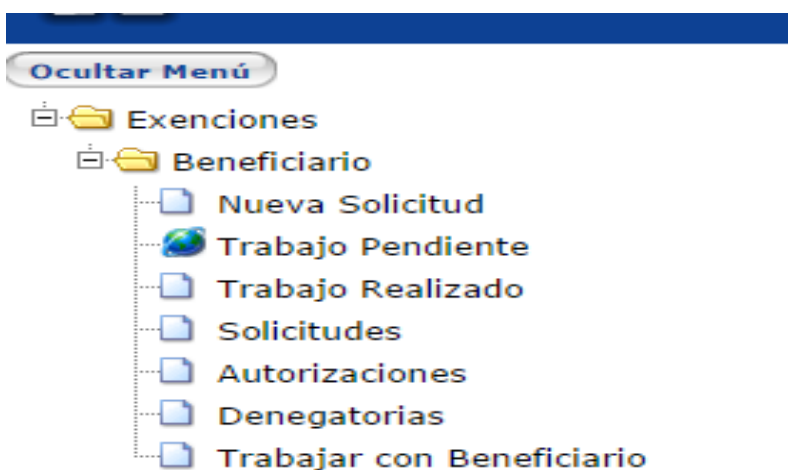 Ocultar Menú
Exenciones
Beneficiario
Nueva Solicitud
Trabajo Pendiente
Trabajo Realizado
Solicitudes
Autorizaciones
Denegatorias
Trabajar con Beneficiario